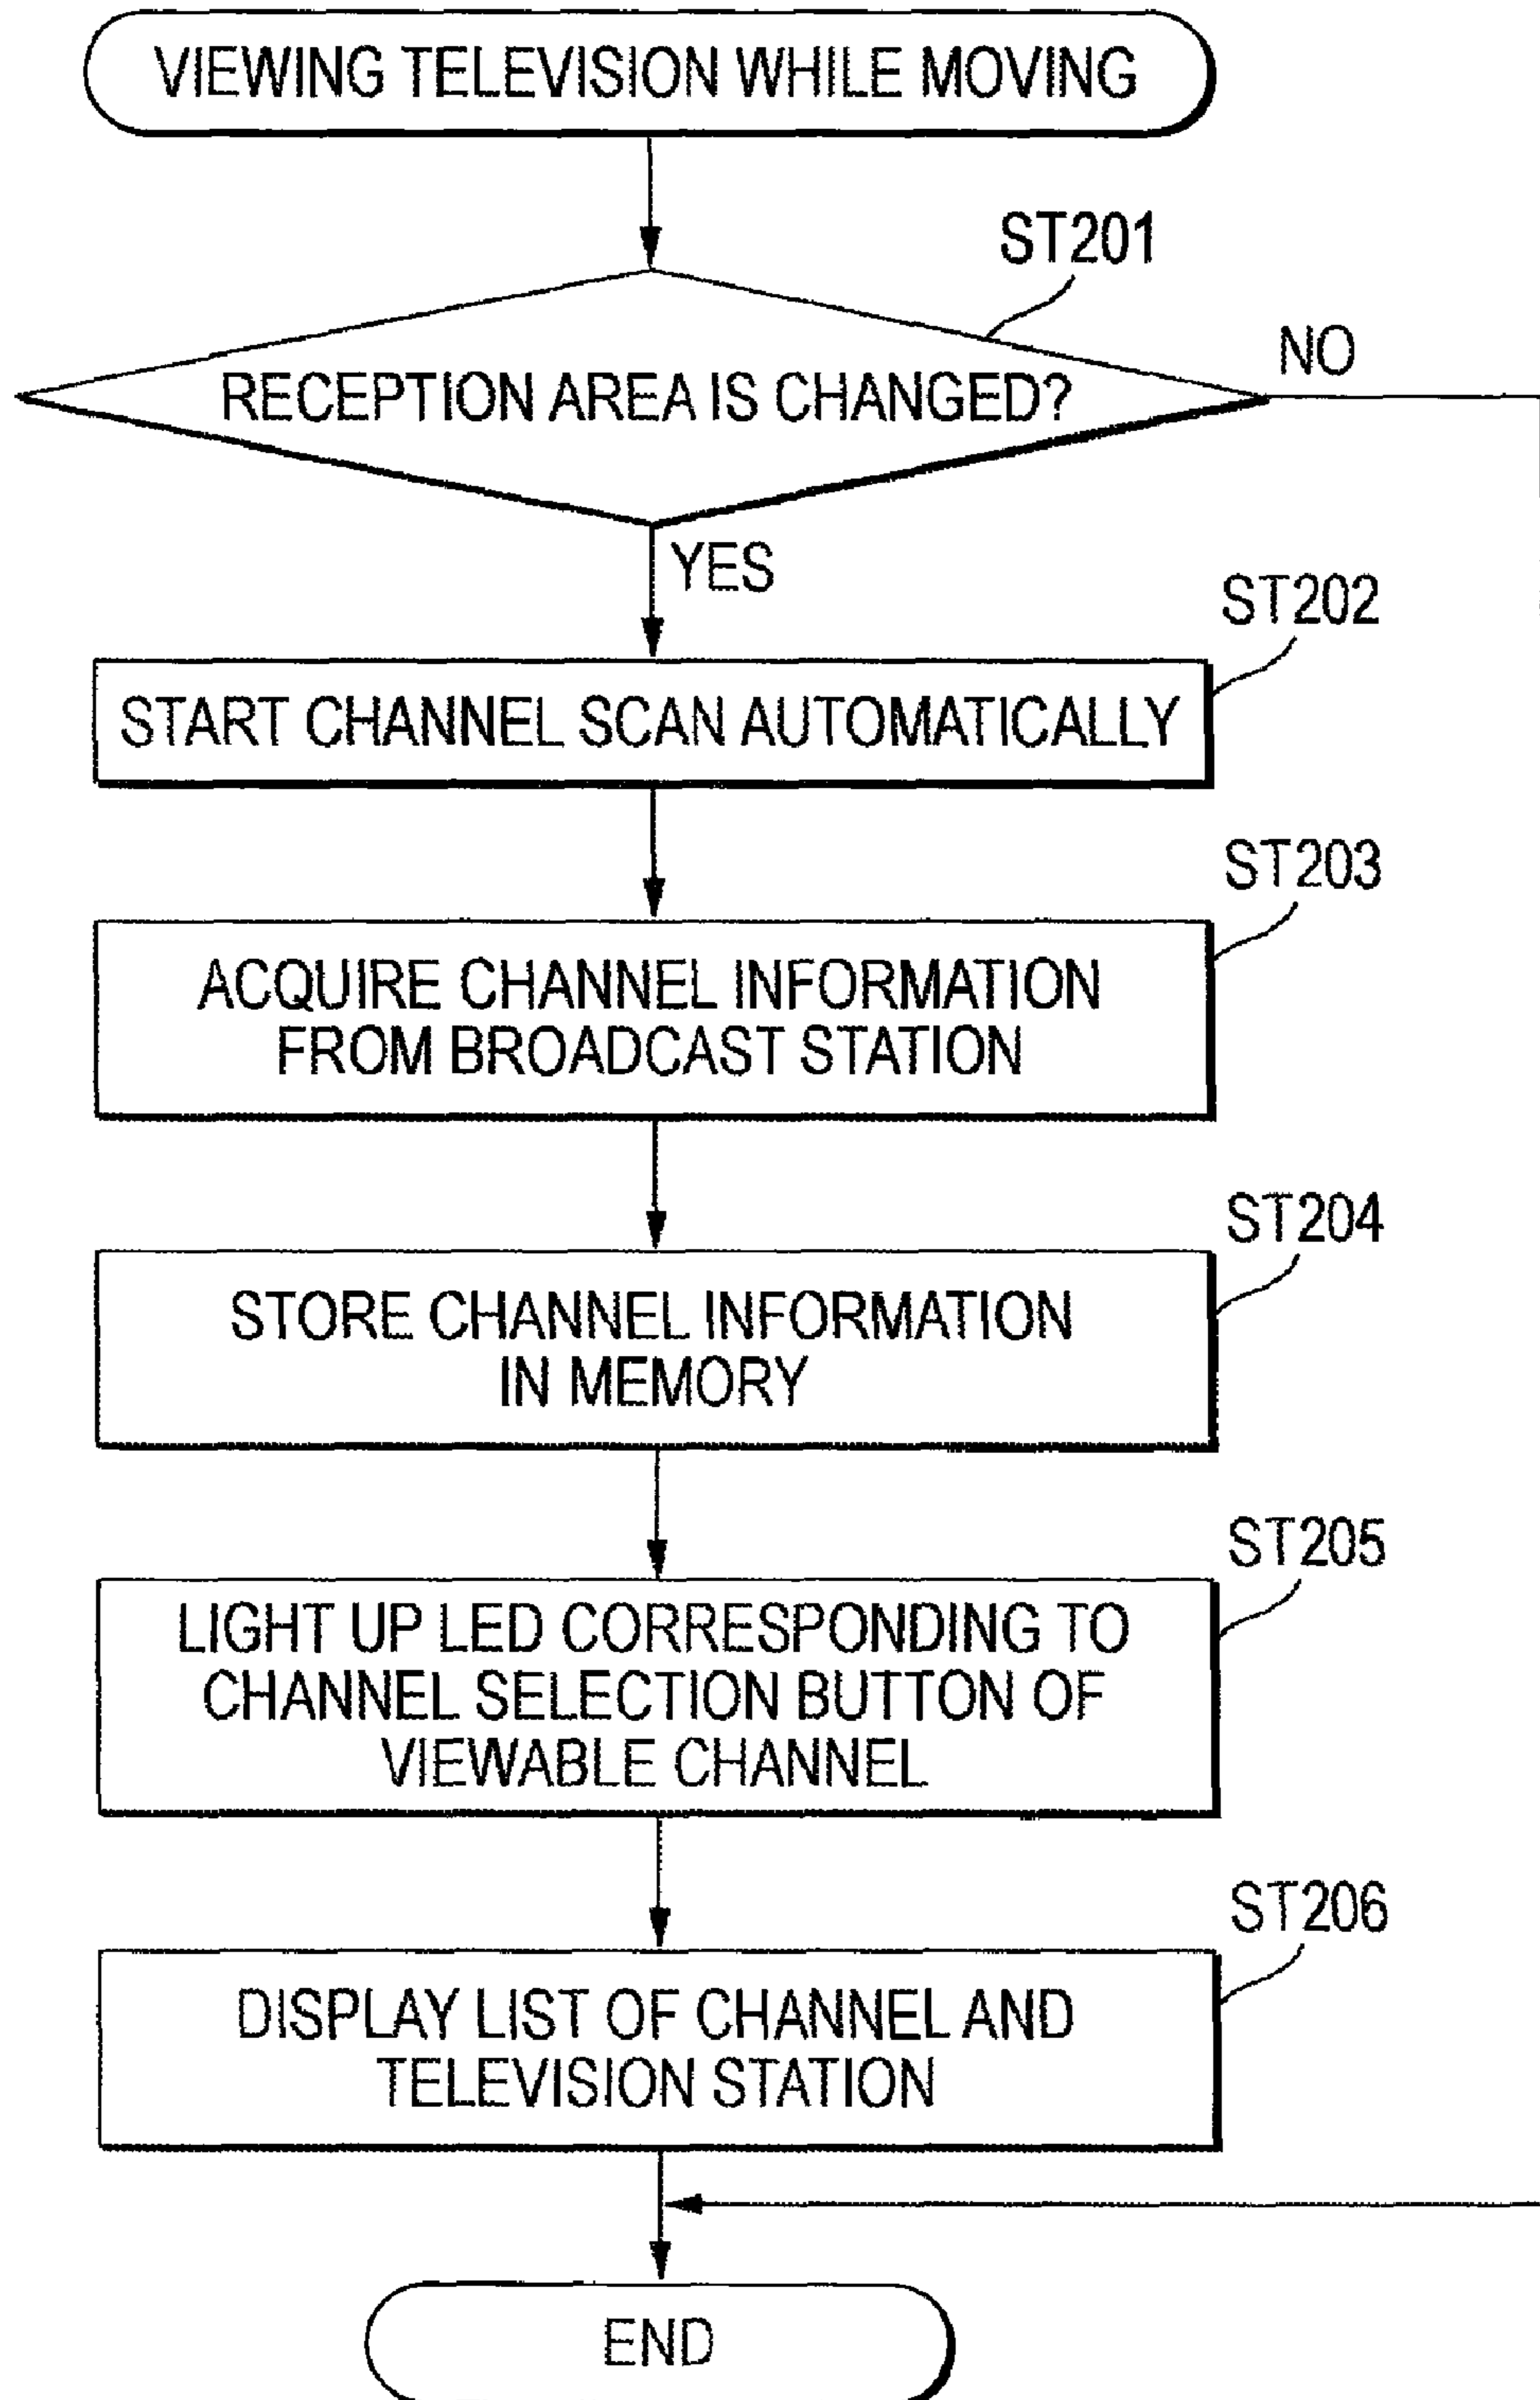 VIEWING TELEVISION WHILE MOVING
ST201
RECEPTION AREA IS CHANGED?
NO
YES
ST202
START CHANNEL SCAN AUTOMATICALLY
ST203
ACQUIRE CHANNEL INFORMATION
FROM BROADCAST STATION
ST204
STORE CHANNEL INFORMATION
IN MEMORY
ST205
LIGHT UP LED CORRESPONDING TO
CHANNEL SELECTION BUTTON OF
VIEWABLE CHANNEL
ST206
DISPLAY LIST OF CHANNEL AND
TELEVISION STATION
END